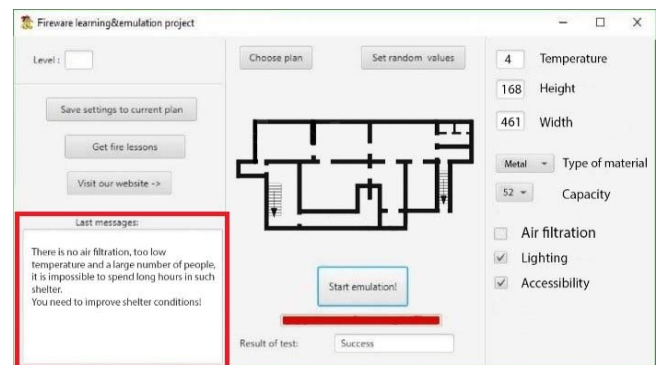 Fireware learning&emulation project
Level :
Choose plan
Set random values
4 Temperature
168 Height
461 Width
Save settings to current plan
Get fire lessons
Visit our website ->
Metal Type of material
52 Capacity
Last messages:
There is no air filtration, too low
temperature and a large number of people,
it is impossible to spend long hours in such
shelter.
You need to improve shelter conditions!
Air filtration
Lighting
Accessibility
Start emulation!
Result of test: Success